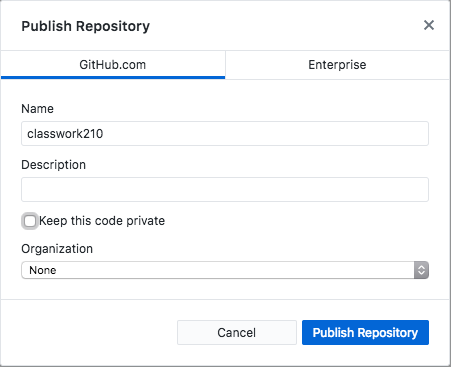 Publish Repository
GitHub.com
Enterprise
Name
classwork210
Description
Keep this code private
Organization
None
Cancel
Publish Repository